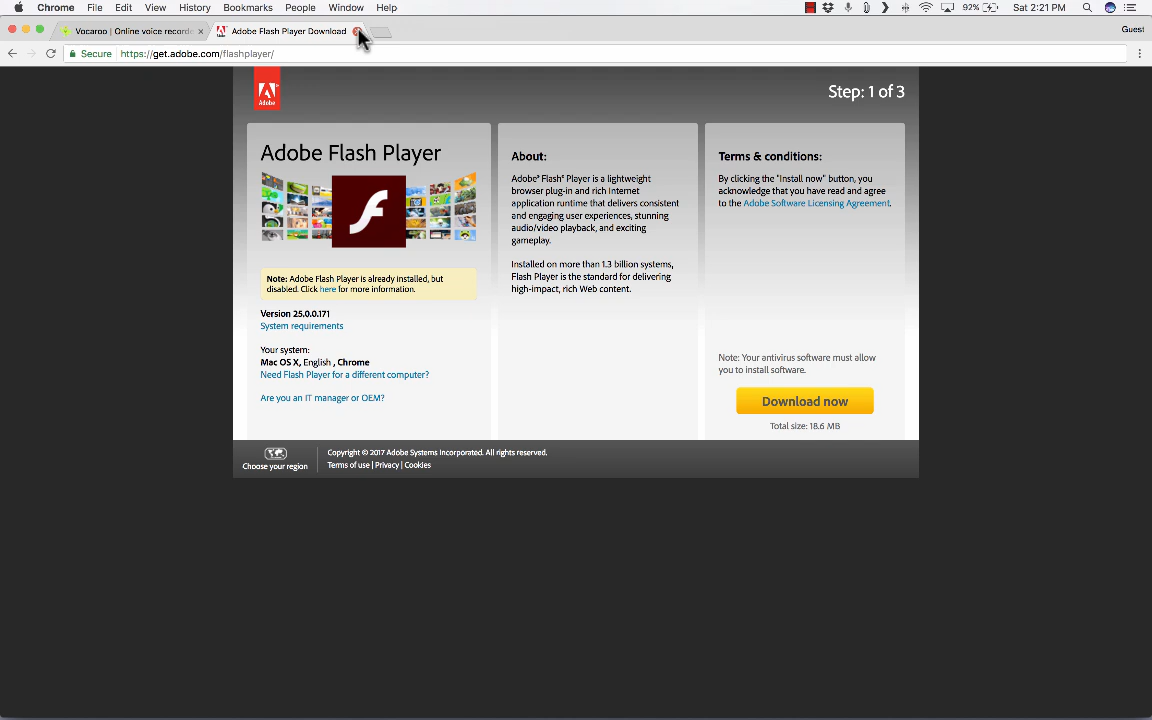 Chrome File Edit View History Bookmarks People Window Help 92% Sat 2:21 PM
Vocaroo | Online voice recorde Adobe Flash Player Download Guest
Secure https://get.adobe.com/flashplayer/
Adobe
Step: 1 of 3
Adobe Flash Player
Note: Adobe Flash Player is already installed, but
disabled. Click here for more information.
Version 25.0.0.171
System requirements
Your system:
Mac OS X, English , Chrome
Need Flash Player for a different computer?
Are you an IT manager or OEM?
About:
Adobe® Flash® Player is a lightweight
browser plug-in and rich Internet
application runtime that delivers consistent
and engaging user experiences, stunning
audio/video playback, and exciting
gameplay.
Installed on more than 1.3 billion systems,
Flash Player is the standard for delivering
high-impact, rich Web content.
Terms & conditions:
By clicking the "Install now" button, you
acknowledge that you have read and agree
to the Adobe Software Licensing Agreement.
Note: Your antivirus software must allow
you to install software.
Download now
Total size: 18.6 MB
Choose your region
Copyright © 2017 Adobe Systems Incorporated. All rights reserved.
Terms of use | Privacy | Cookies